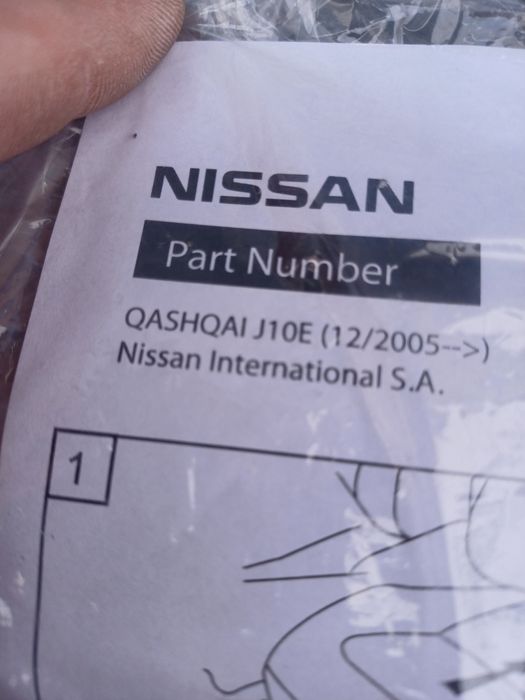 NISSAN
Part Number
QASHQAI J10E (12/2005-->)
Nissan International S.A.
1